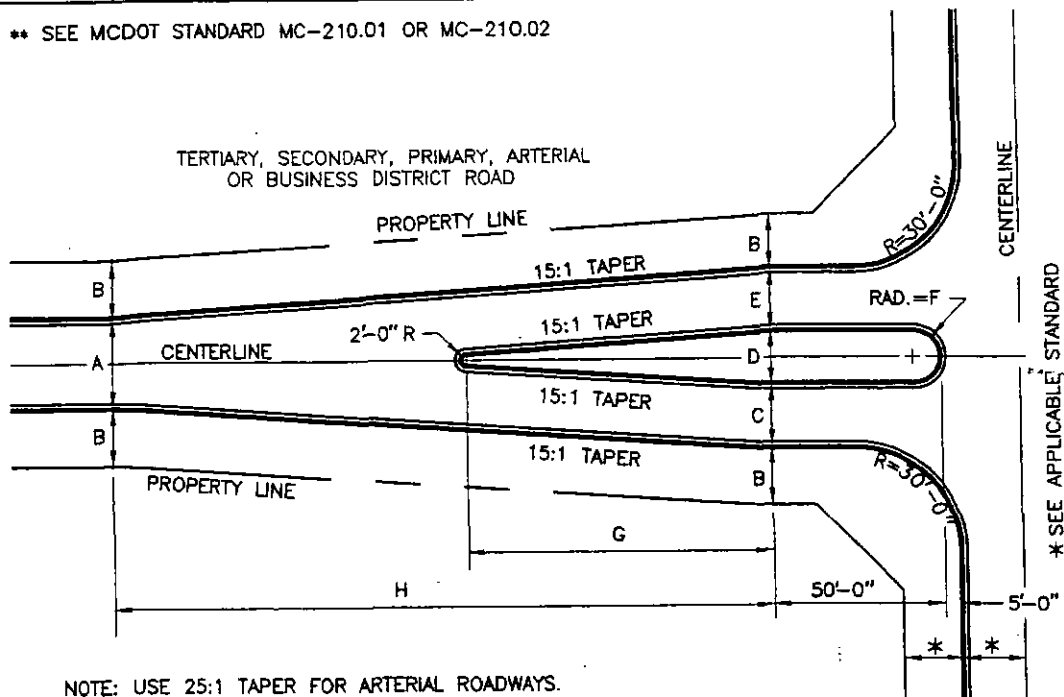 ** SEE MCDOT STANDARD MC-210.01 OR MC-210.02
TERTIARY, SECONDARY, PRIMARY, ARTERIAL
OR BUSINESS DISTRICT ROAD
PROPERTY LINE
CENTERLINE
R=30'-0"
B
B
15:1 TAPER
E
RAD.=F
15:1 TAPER
2'-0" R
A
CENTERLINE
D
+
**
* SEE APPLICABLE STANDARD
15:1 TAPER
C
B
15:1 TAPER
B
R=30'-0"
PROPERTY LINE
G
H
50'-0"
5'-0"
*
*
NOTE: USE 25:1 TAPER FOR ARTERIAL ROADWAYS.